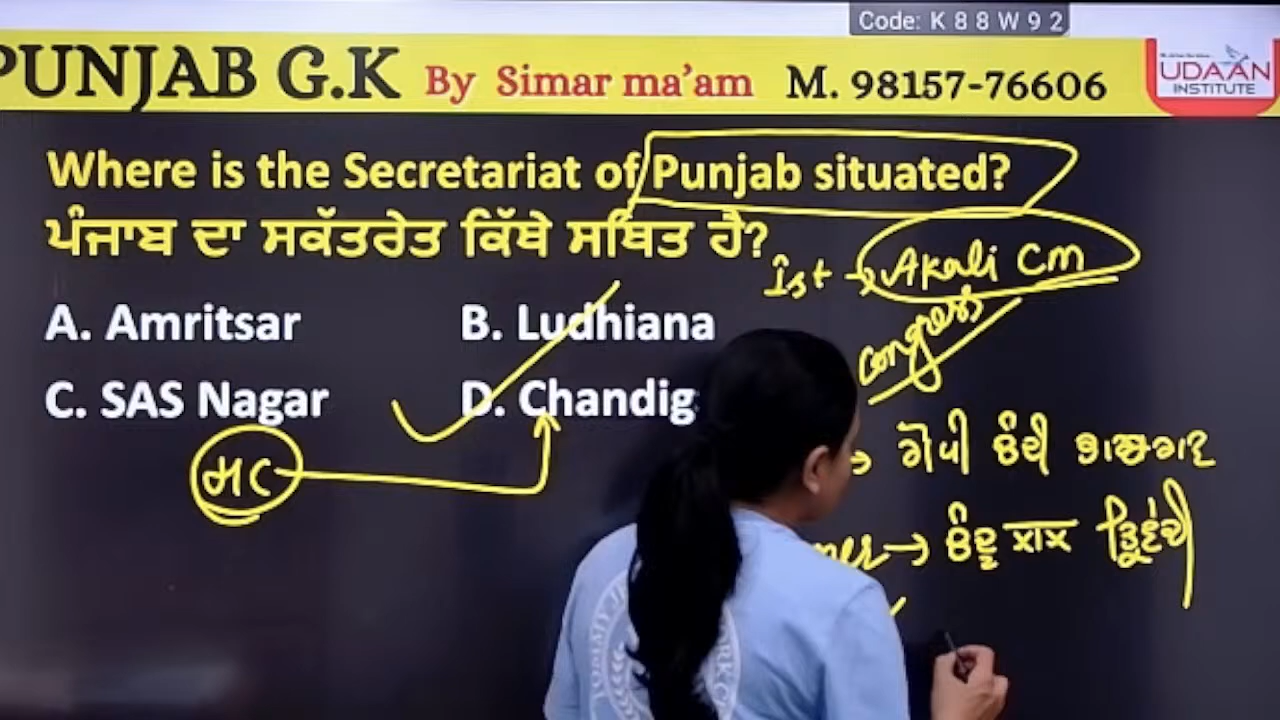 Code: K 8 8 W 9 2
PUNJAB G.K By Simar ma'am M. 98157-76606
UDAAN
INSTITUTE
Where is the Secretariat of Punjab situated?
ਪੰਜਾਬ ਦਾ ਸਕੱਤਰੇਤ ਕਿੱਥੇ ਸਥਿਤ ਹੈ?
Ist → Akali CM
Congress
A. Amritsar B. Ludhiana
C. SAS Nagar D. Chandig
MC
ਗੋਪੀ ਚੰਦ ਭਾਰਗਵ
ਚੰਦੂ ਲਾਲ ਤ੍ਰਿਵੇਦੀ